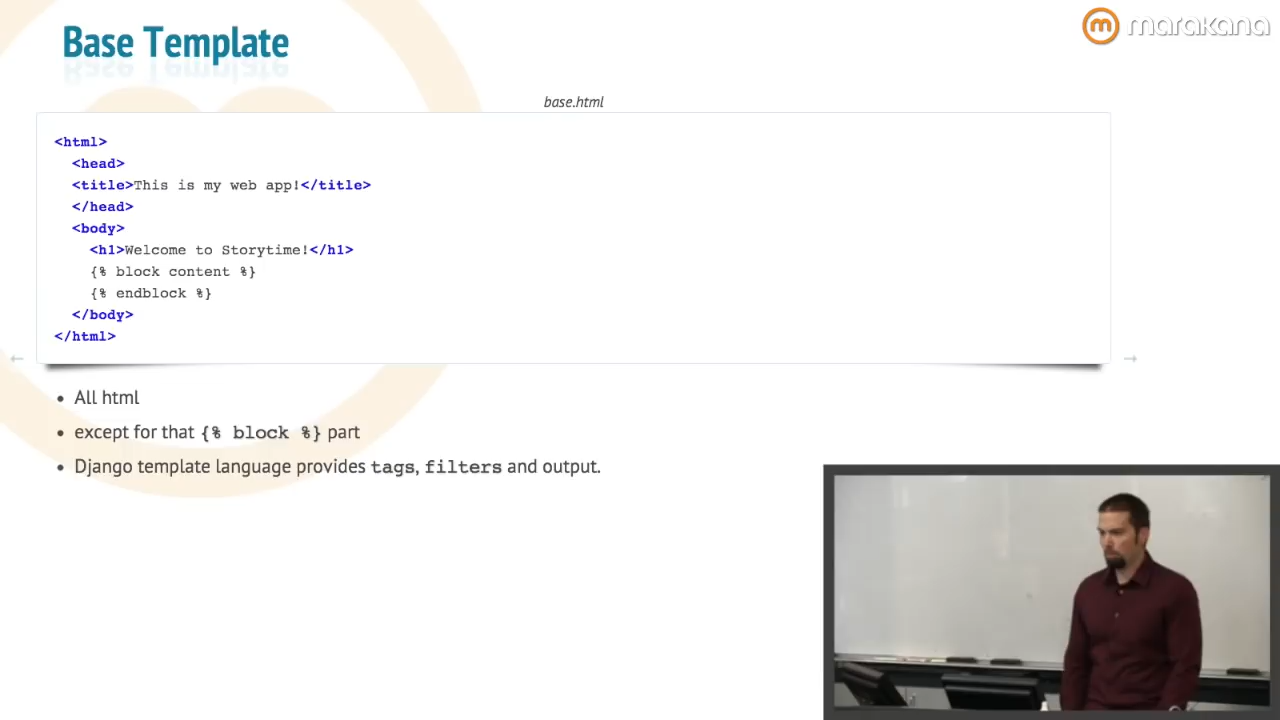 Base Template
marakana
base.html
<html>
<head>
<title>This is my web app!</title>
</head>
<body>
<h1>Welcome to Storytime!</h1>
{% block content %}
{% endblock %}
</body>
</html>
← →
• All html
• except for that {% block %} part
• Django template language provides tags, filters and output.